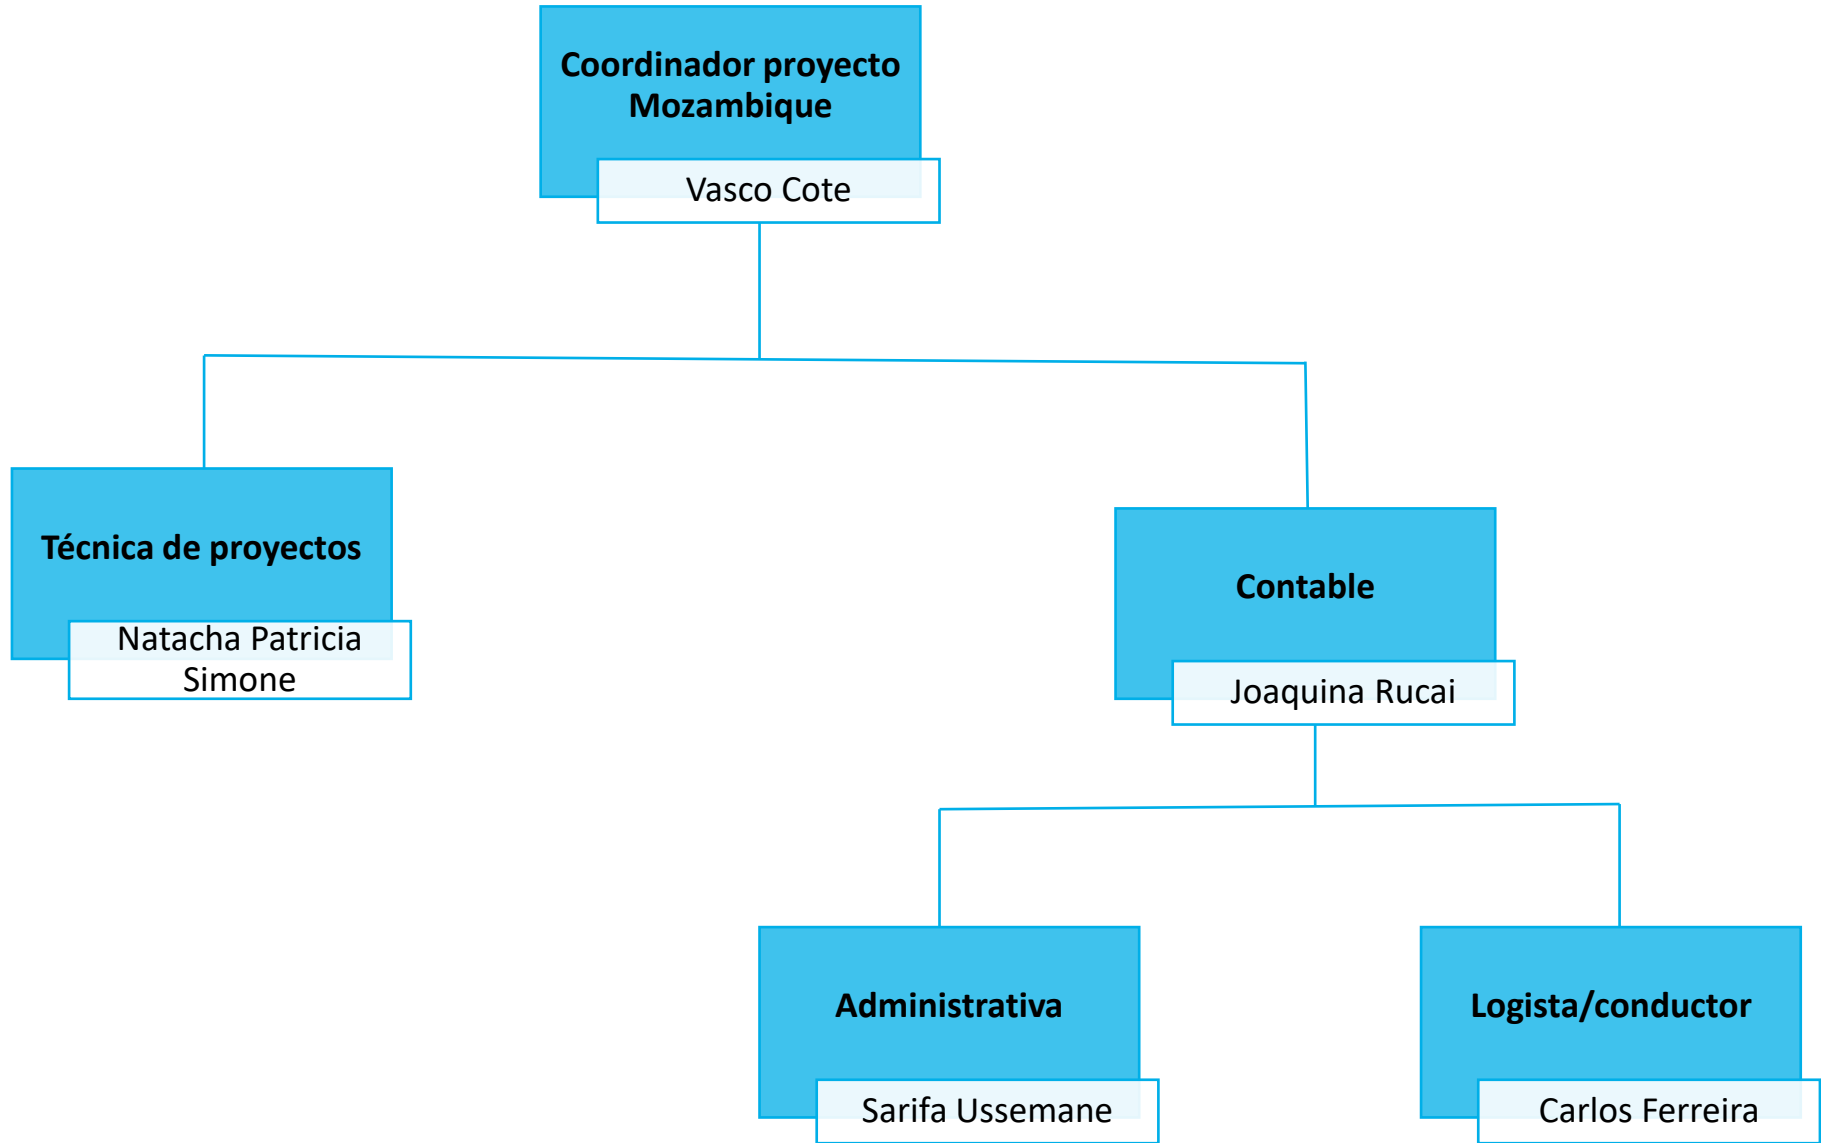 Coordinador proyecto
Mozambique
Vasco Cote
Técnica de proyectos
Natacha Patricia
Simone
Contable
Joaquina Rucai
Administrativa
Sarifa Ussemane
Logista/conductor
Carlos Ferreira